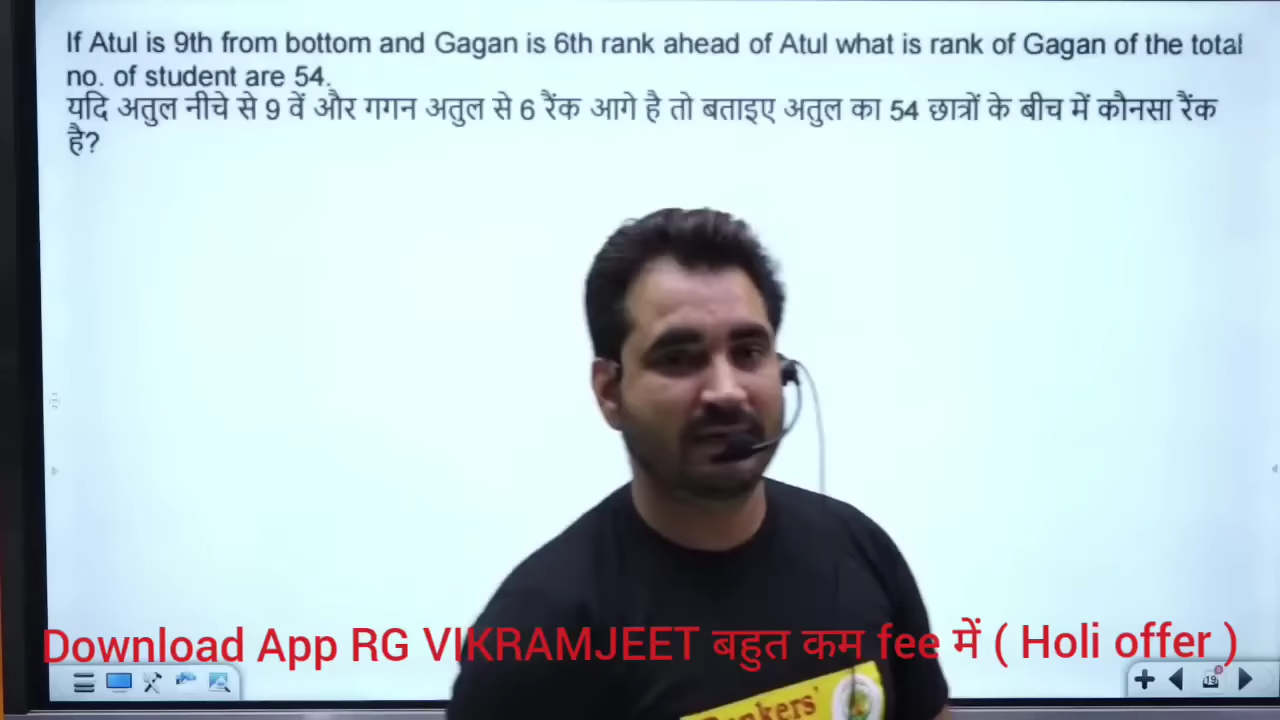 If Atul is 9th from bottom and Gagan is 6th rank ahead of Atul what is rank of Gagan of the total
no. of student are 54.
यदि अतुल नीचे से 9 वें और गगन अतुल से 6 रैंक आगे है तो बताइए अतुल का 54 छात्रों के बीच में कौनसा रैंक
है?
Download App RG VIKRAMJEET बहुत कम fee में ( Holi offer )
19